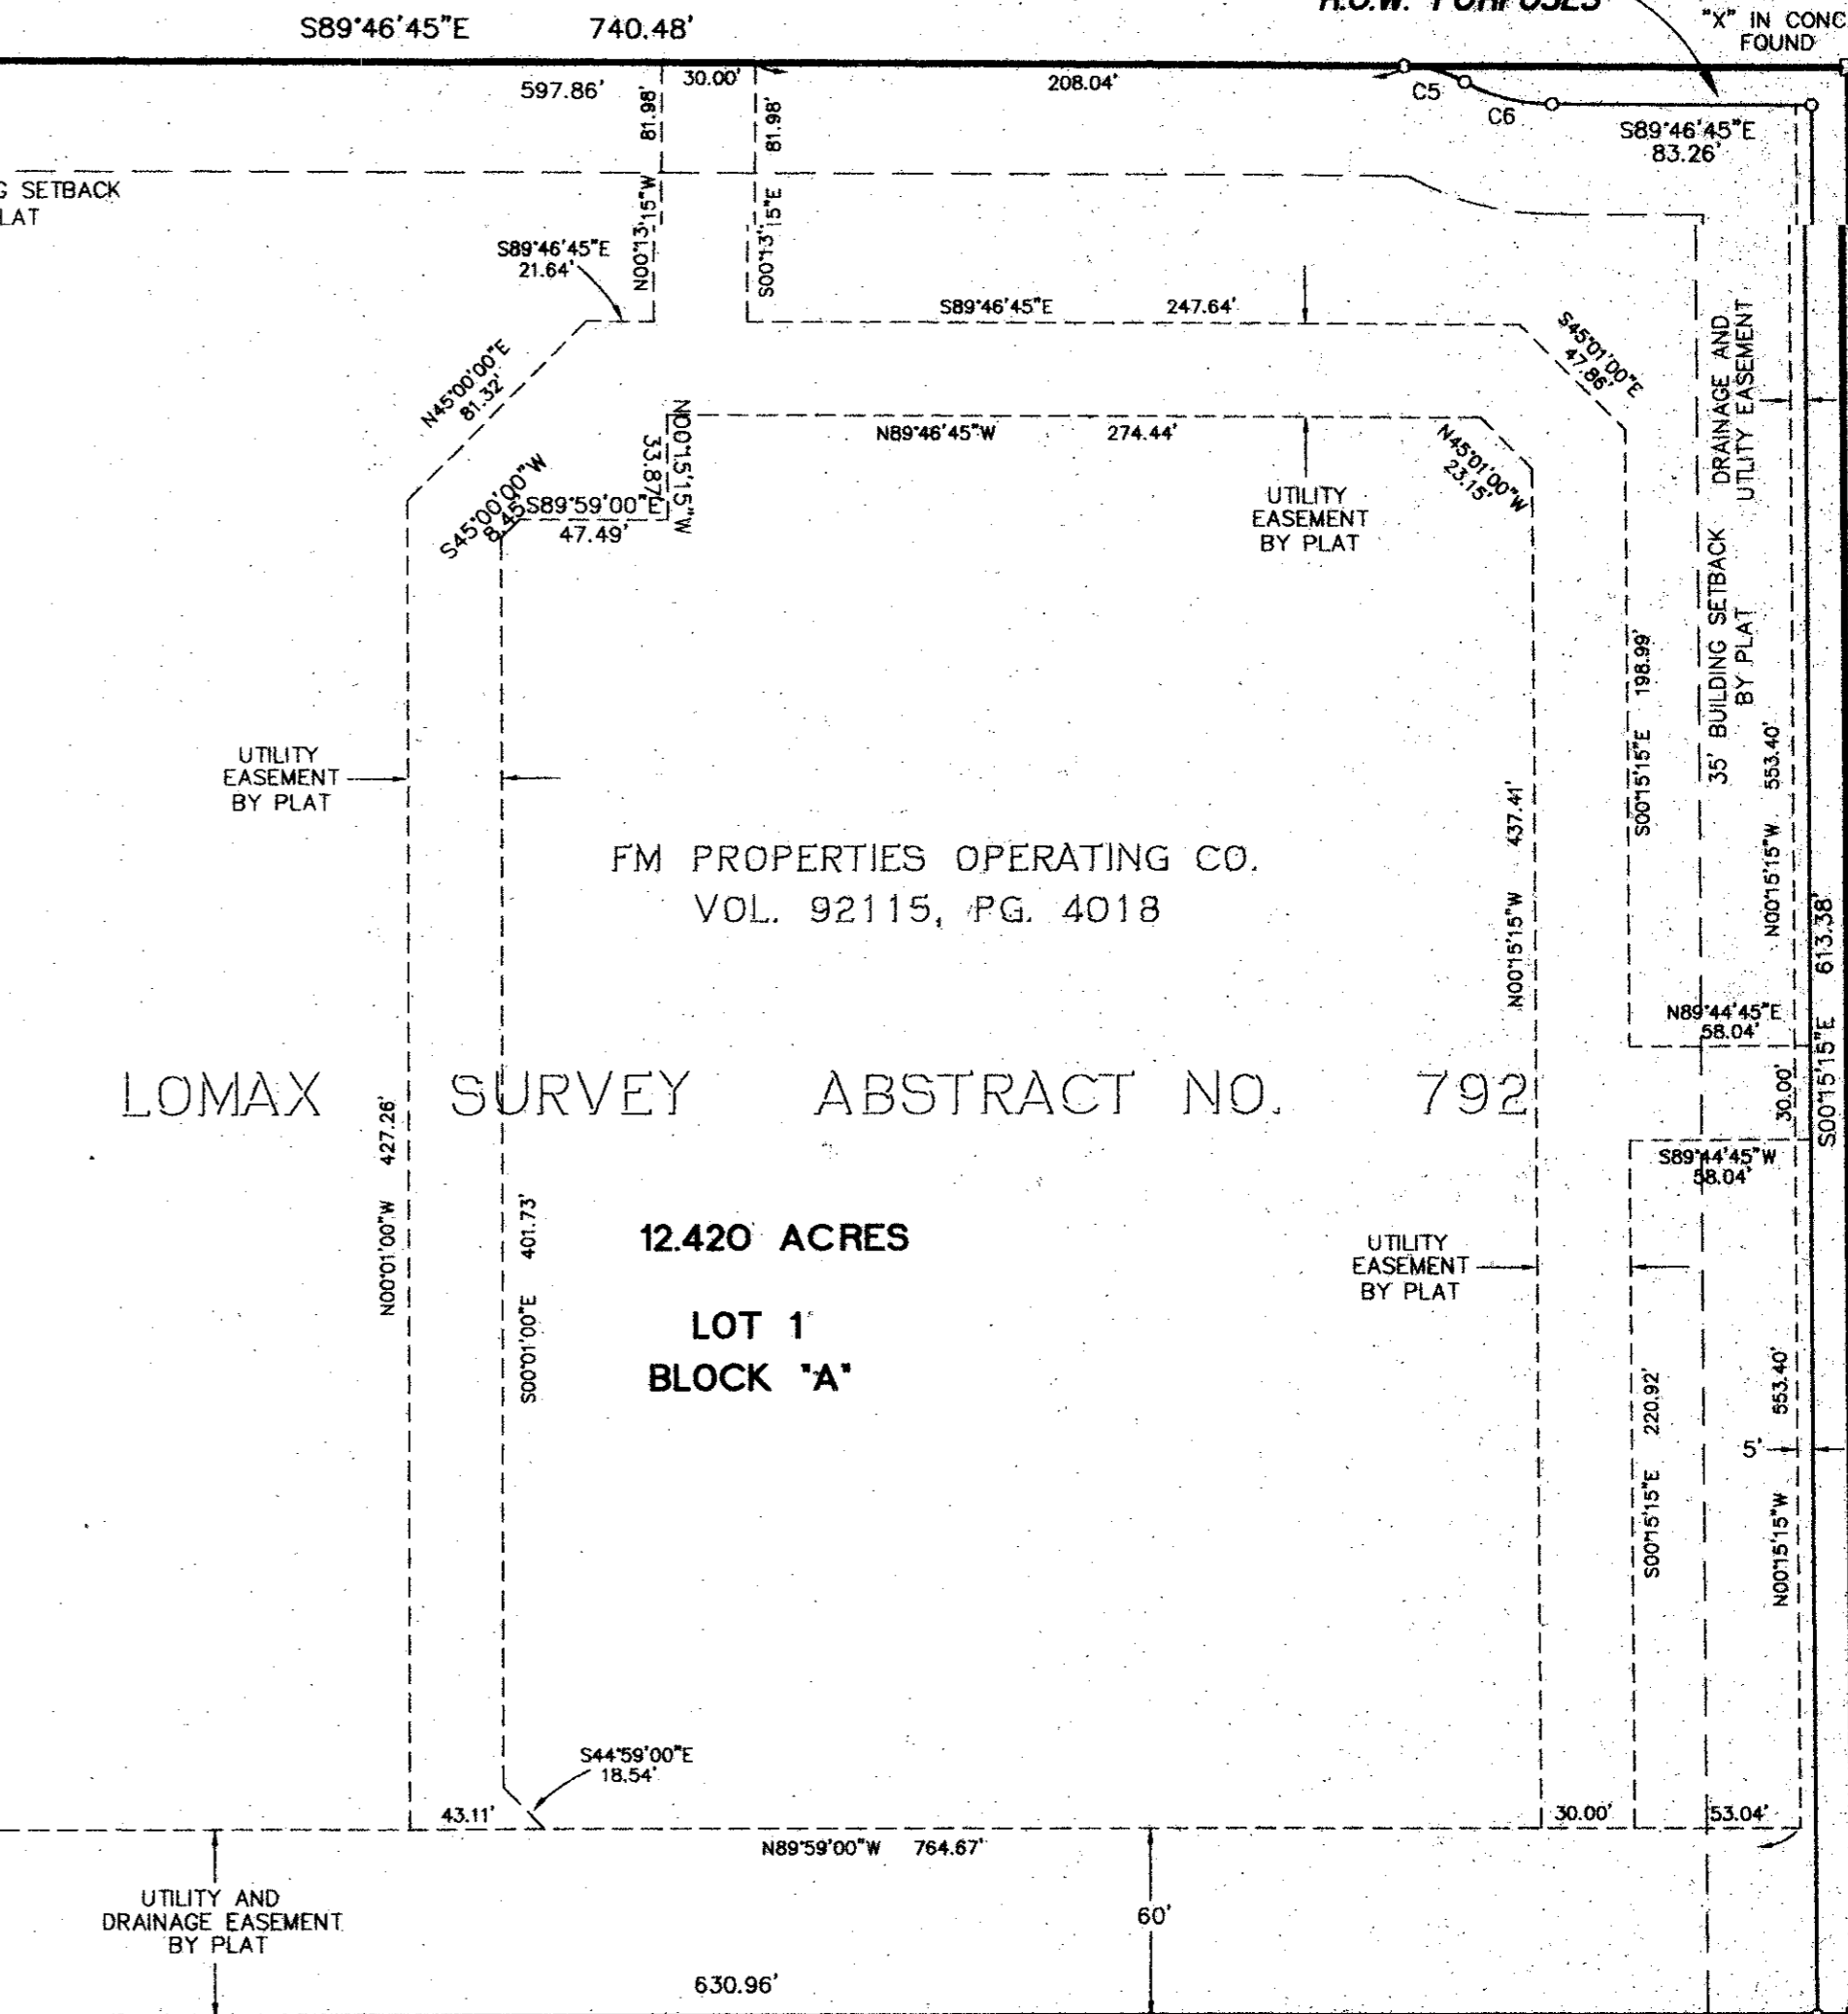 R.O.W. PURPOSES
"X" IN CONC
FOUND
S89°46'45"E 740.48'
597.86'
30.00'
208.04'
C5
C6
S89°46'45"E
83.26'
81.98'
N00°13'15"W
81.98'
S00°13'15"E
G SETBACK
LAT
S89°46'45"E
21.64'
S89°46'45"E 247.64'
S45°01'00"E
47.86'
N45°00'00"E
81.32'
N89°46'45"W 274.44'
N00°15'15"W
33.87'
S45°00'00"W
8.45'
S89°59'00"E
47.49'
N45°01'00"W
23.15'
UTILITY
EASEMENT
BY PLAT
DRAINAGE AND
UTILITY EASEMENT
35' BUILDING SETBACK
BY PLAT
S00°15'15"E 198.99'
N00°15'15"W 553.40'
UTILITY
EASEMENT
BY PLAT
FM PROPERTIES OPERATING CO.
VOL. 92115, PG. 4018
N00°15'15"W 437.41'
S00°15'15"E 613.38'
N89°44'45"E
58.04'
30.00'
LOMAX SURVEY ABSTRACT NO. 792
S89°44'45"W
58.04'
N00°01'00"W 427.26'
S00°01'00"E 401.73'
12.420 ACRES
LOT 1
BLOCK "A"
UTILITY
EASEMENT
BY PLAT
S00°15'15"E 220.92'
N00°15'15"W 553.40'
5'
S44°59'00"E
18.54'
43.11'
30.00'
53.04'
N89°59'00"W 764.67'
UTILITY AND
DRAINAGE EASEMENT
BY PLAT
60'
630.96'